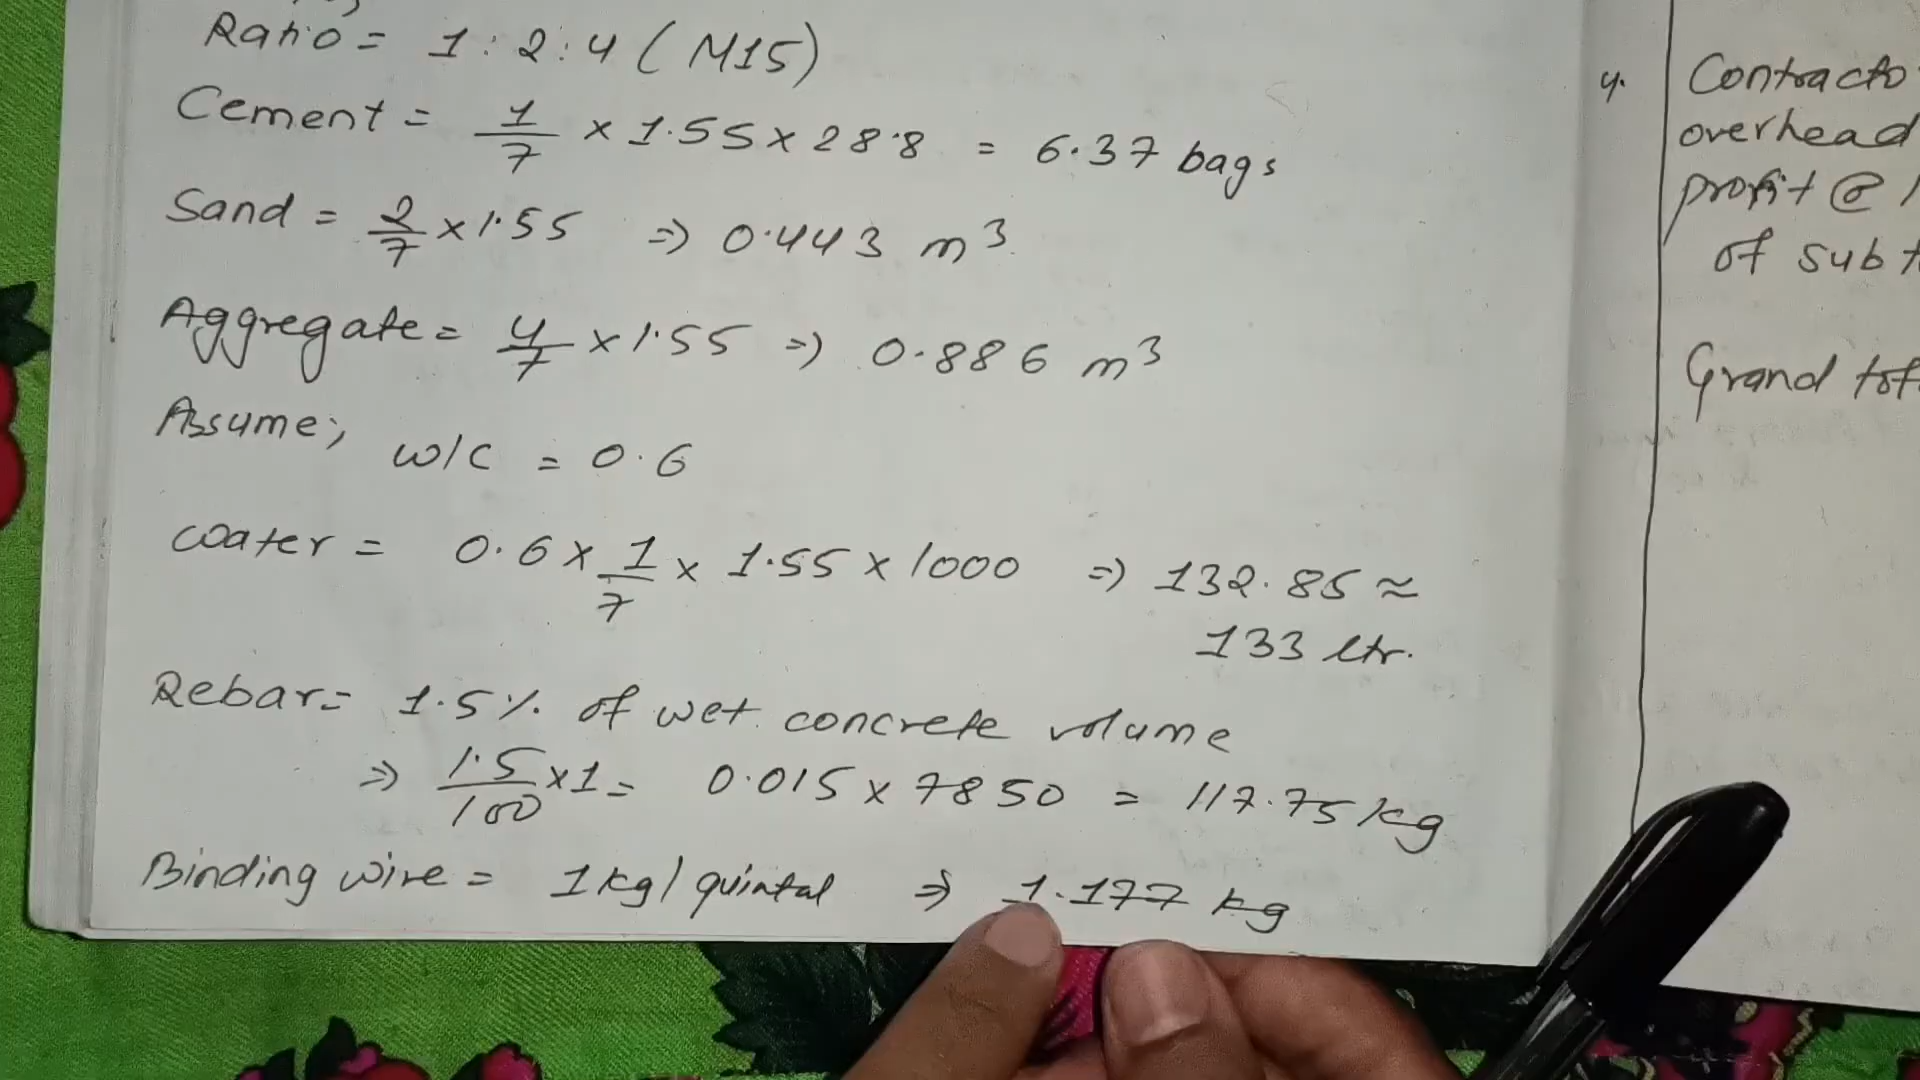 Ratio = 1:2:4 (M15)
Cement = 1/7 x 1.55 x 28.8 = 6.37 bags
Sand = 2/7 x 1.55 => 0.443 m³
Aggregate = 4/7 x 1.55 => 0.886 m³
Assume,
w/c = 0.6
Water = 0.6 x 1/7 x 1.55 x 1000 => 132.85 ≈
133 ltr.
Rebar = 1.5% of wet concrete volume
=> 1.5/100 x 1 = 0.015 x 7850 = 117.75 kg
Binding wire = 1 kg/quintal => 1.177 kg
4. Contracto
overhead
profit @ 1
of subt
Grand tot